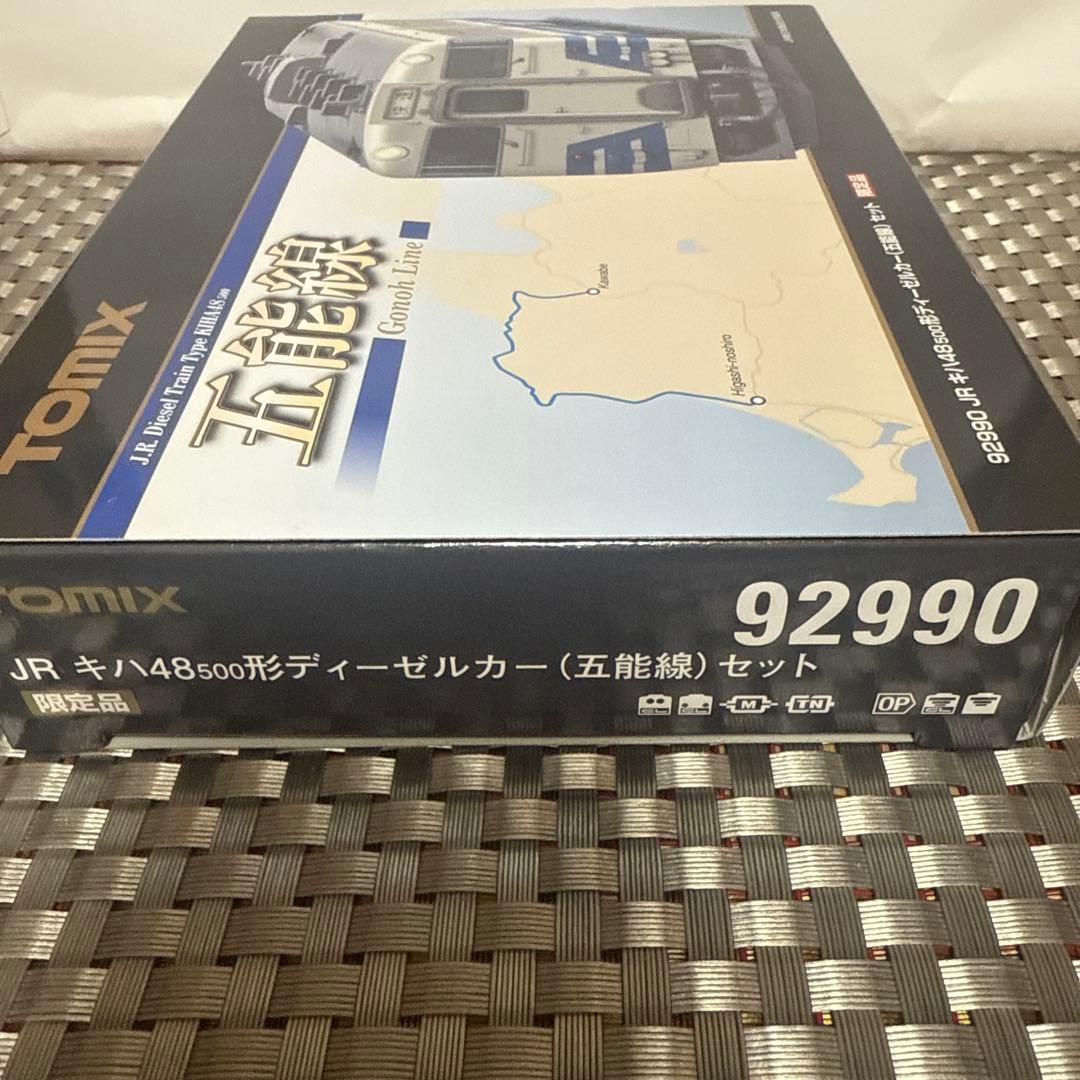 TOMIX
J.R. Diesel Train Type KIHA48-500
五能線
Gonoh Line
Kawabe
Higashi-noshiro
92990 JR キハ48500形ディーゼルカー(五能線)セット 限定品
TOMIX
92990
JR キハ48500形ディーゼルカー(五能線)セット
限定品
M
TN
OP